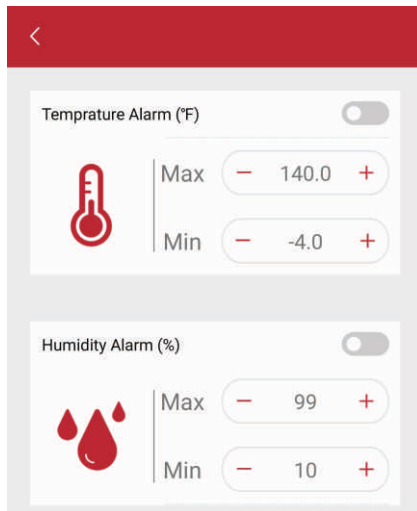 Temprature Alarm (°F)
Max − 140.0 +
Min − -4.0 +
Humidity Alarm (%)
Max − 99 +
Min − 10 +